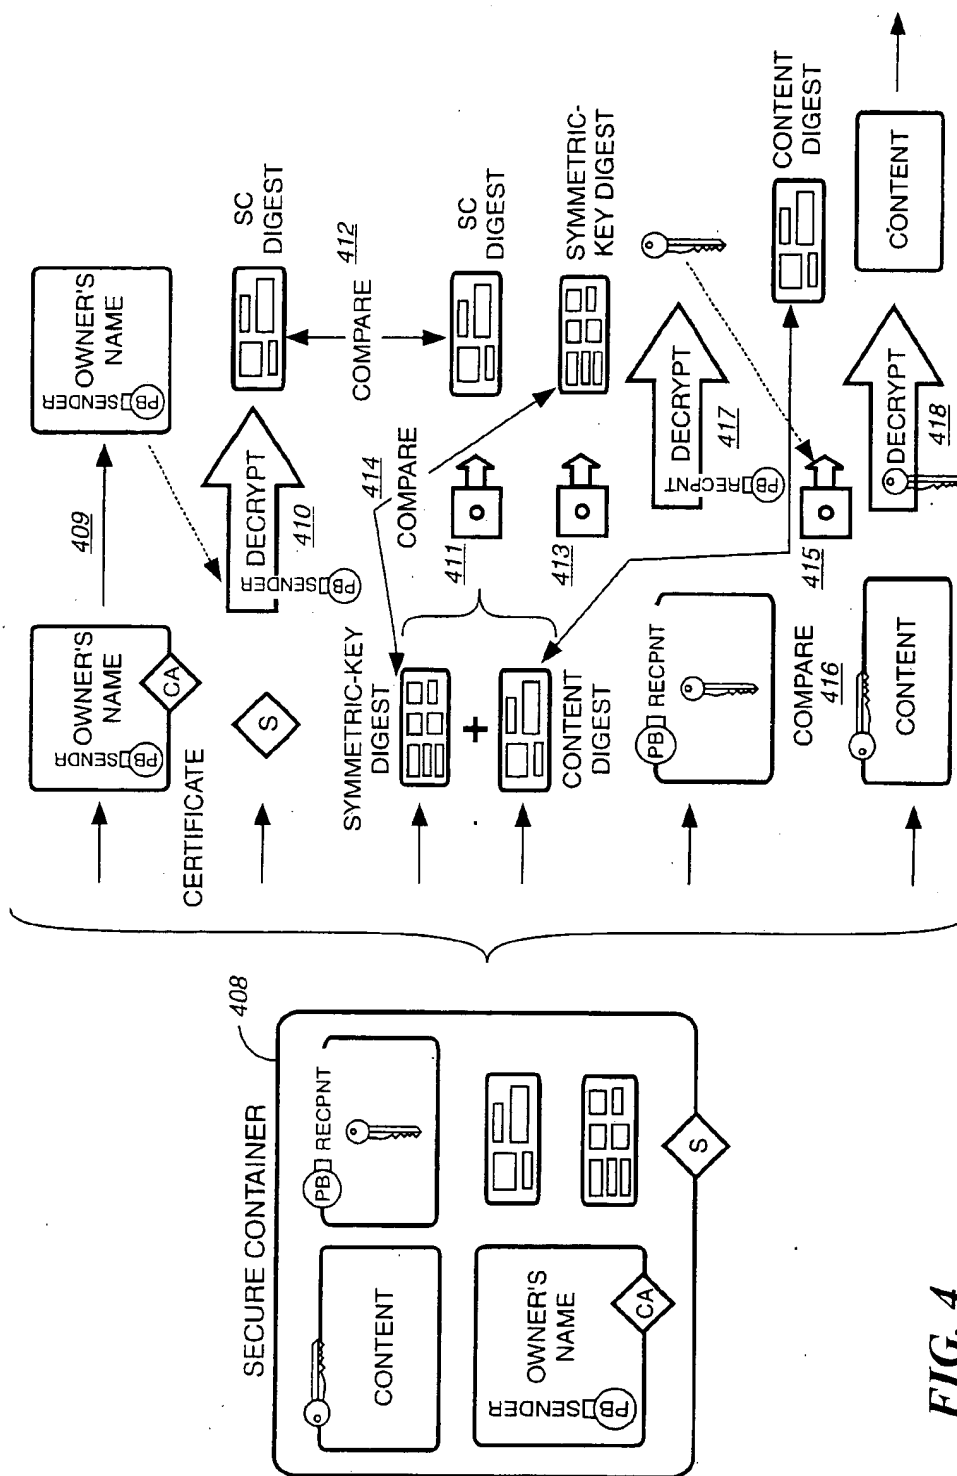 SECURE CONTAINER
408
CONTENT
PB RECPNT
OWNER'S
NAME
PB SENDER
CA
S
OWNER'S
NAME
PB SENDR
CA
CERTIFICATE
409
OWNER'S
NAME
PB SENDER
S
DECRYPT
410
PB SENDER
SC
DIGEST
COMPARE
412
SYMMETRIC-KEY
DIGEST
+
CONTENT
DIGEST
COMPARE
414
411
413
SC
DIGEST
SYMMETRIC-
KEY DIGEST
PB RECPNT
DECRYPT
417
PB RECPNT
COMPARE
416
415
CONTENT
DIGEST
CONTENT
DECRYPT
418
CONTENT
FIG. 4